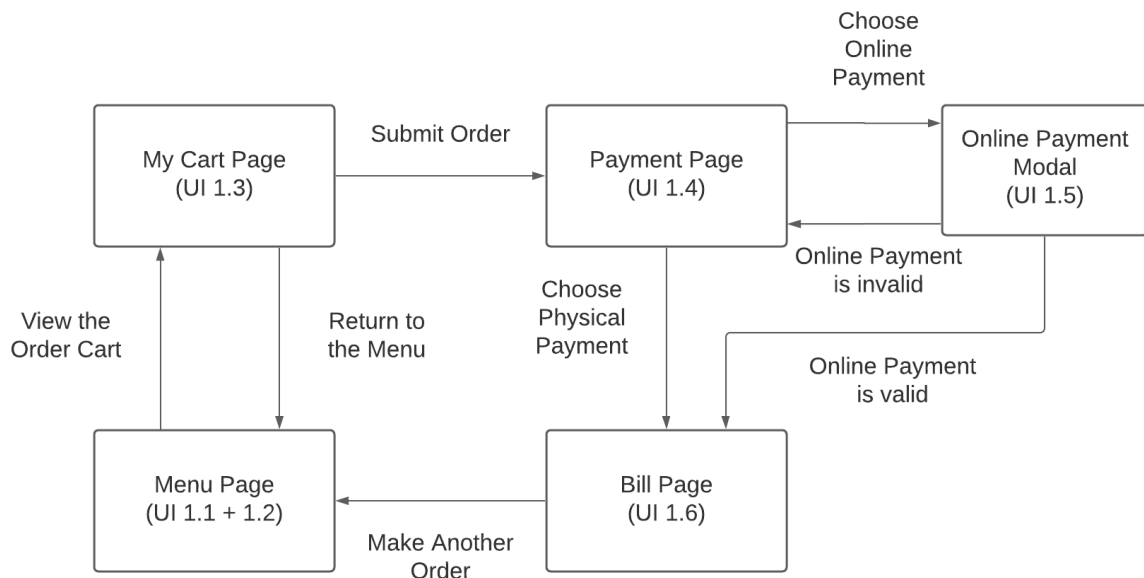 Choose
Online
Payment
My Cart Page
(UI 1.3)
Submit Order
Payment Page
(UI 1.4)
Online Payment
Modal
(UI 1.5)
Online Payment
is invalid
View the
Order Cart
Return to
the Menu
Choose
Physical
Payment
Online Payment
is valid
Menu Page
(UI 1.1 + 1.2)
Bill Page
(UI 1.6)
Make Another
Order